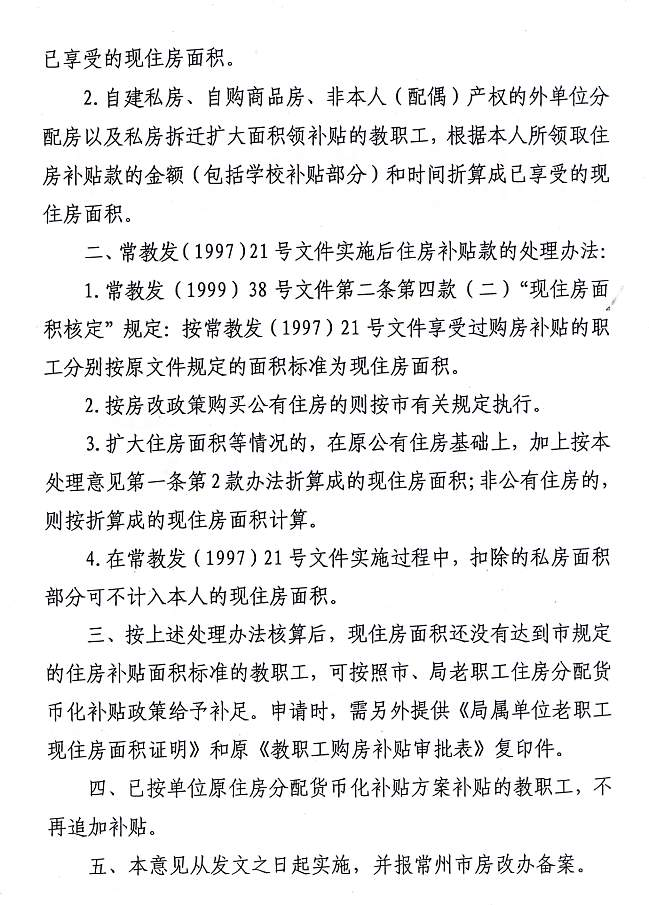 已享受的现住房面积。
2.自建私房、自购商品房、非本人（配偶）产权的外单位分
配房以及私房拆迁扩大面积领补贴的教职工，根据本人所领取住
房补贴款的金额（包括学校补贴部分）和时间折算成已享受的现
住房面积。
二、常教发（1997）21 号文件实施后住房补贴款的处理办法：
1.常教发（1999）38 号文件第二条第四款（二）“现住房面
积核定”规定：按常教发（1997）21 号文件享受过购房补贴的职
工分别按原文件规定的面积标准为现住房面积。
2.按房改政策购买公有住房的则按市有关规定执行。
3.扩大住房面积等情况的，在原公有住房基础上，加上按本
处理意见第一条第 2 款办法折算成的现住房面积；非公有住房的，
则按折算成的现住房面积计算。
4.在常教发（1997）21 号文件实施过程中，扣除的私房面积
部分可不计入本人的现住房面积。
三、按上述处理办法核算后，现住房面积还没有达到市规定
的住房补贴面积标准的教职工，可按照市、局老职工住房分配货
币化补贴政策给予补足。申请时，需另外提供《局属单位老职工
现住房面积证明》和原《教职工购房补贴审批表》复印件。
四、已按单位原住房分配货币化补贴方案补贴的教职工，不
再追加补贴。
五、本意见从发文之日起实施，并报常州市房改办备案。